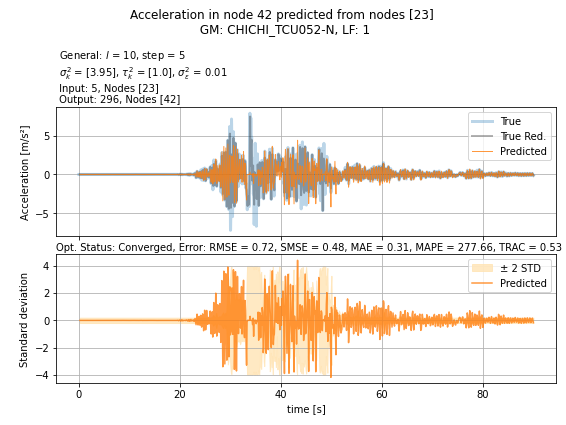 Acceleration in node 42 predicted from nodes [23]
GM: CHICHI_TCU052-N, LF: 1
General: l = 10, step = 5
σ²ₖ = [3.95], τ²ₖ = [1.0], σ²ε = 0.01
Input: 5, Nodes [23]
Output: 296, Nodes [42]
True
True Red.
Predicted
5
0
−5
Acceleration [m/s²]
Opt. Status: Converged, Error: RMSE = 0.72, SMSE = 0.48, MAE = 0.31, MAPE = 277.66, TRAC = 0.53
± 2 STD
Predicted
4
2
0
−2
−4
Standard deviation
0 20 40 60 80
time [s]